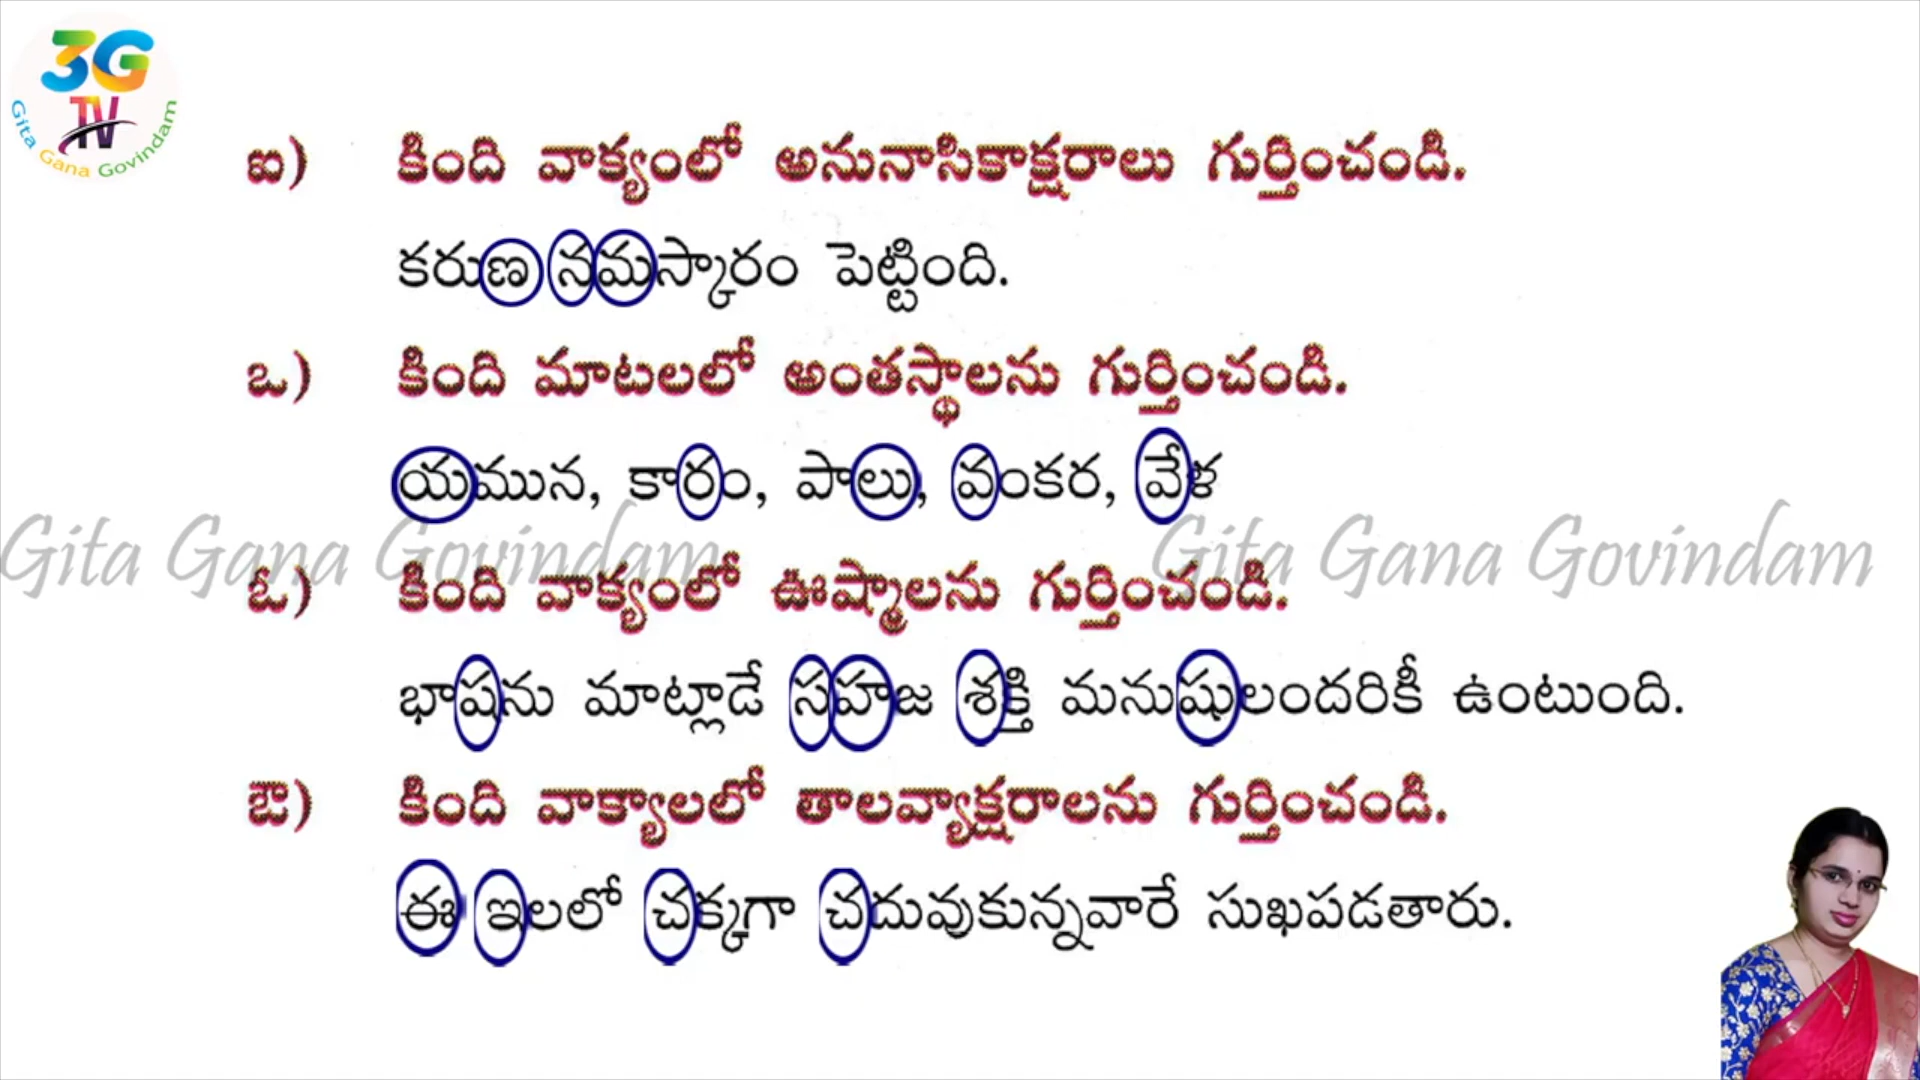 3G
TV
Gita Gana Govindam
ఐ) కింది వాక్యంలో అనునాసికాక్షరాలు గుర్తించండి.
కరుణ నమస్కారం పెట్టింది.
ఒ) కింది మాటలలో అంతస్థాలను గుర్తించండి.
యమున, కారం, పాలు, వంకర, వేళ
Gita Gana Govindam Gita Gana Govindam
ఓ) కింది వాక్యంలో ఊష్మాలను గుర్తించండి.
భాషను మాట్లాడే సహజ శక్తి మనుషులందరికీ ఉంటుంది.
ఔ) కింది వాక్యాలలో తాలవ్యాక్షరాలను గుర్తించండి.
ఈ ఇలలో చక్కగా చదువుకున్నవారే సుఖపడతారు.